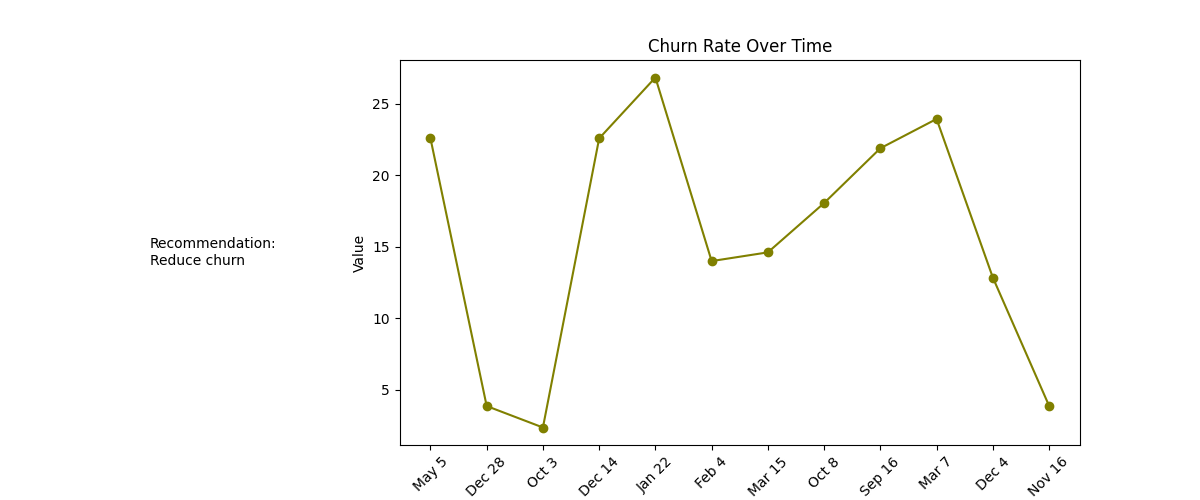 Churn Rate Over Time
Recommendation:
Reduce churn
Value
25
20
15
10
5
May 5
Dec 28
Oct 3
Dec 14
Jan 22
Feb 4
Mar 15
Oct 8
Sep 16
Mar 7
Dec 4
Nov 16